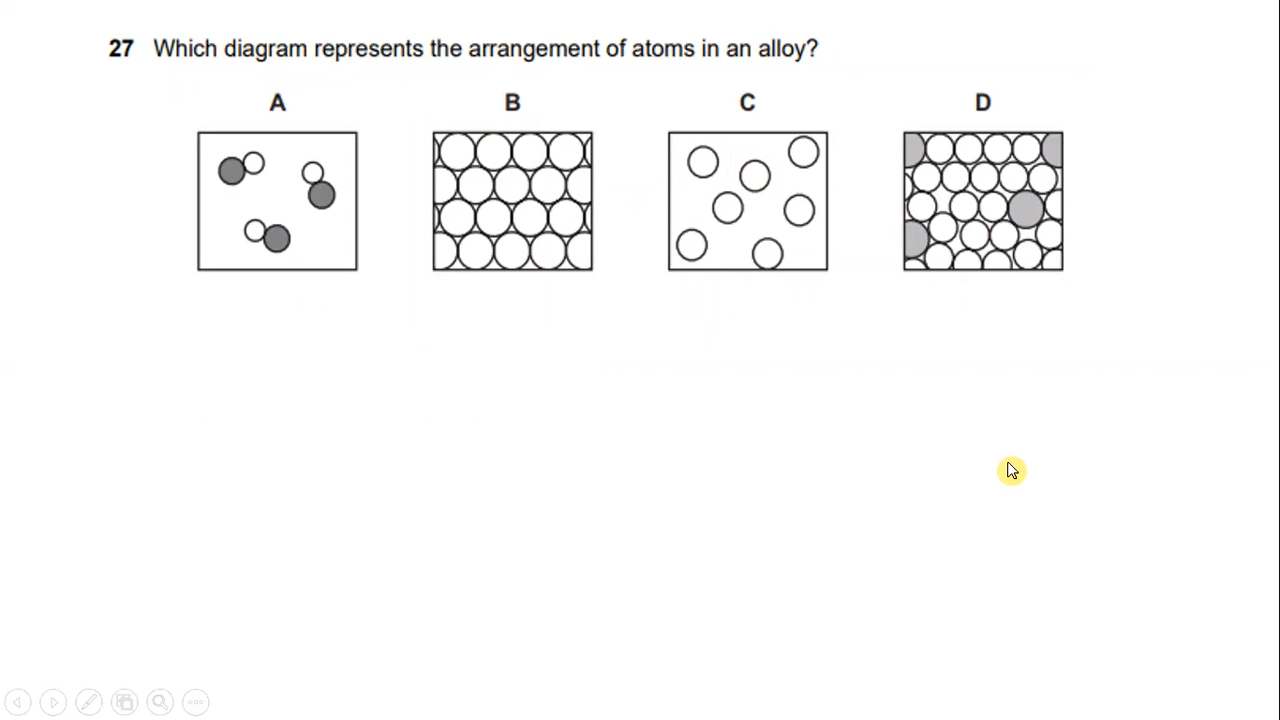 27 Which diagram represents the arrangement of atoms in an alloy?
A B C D